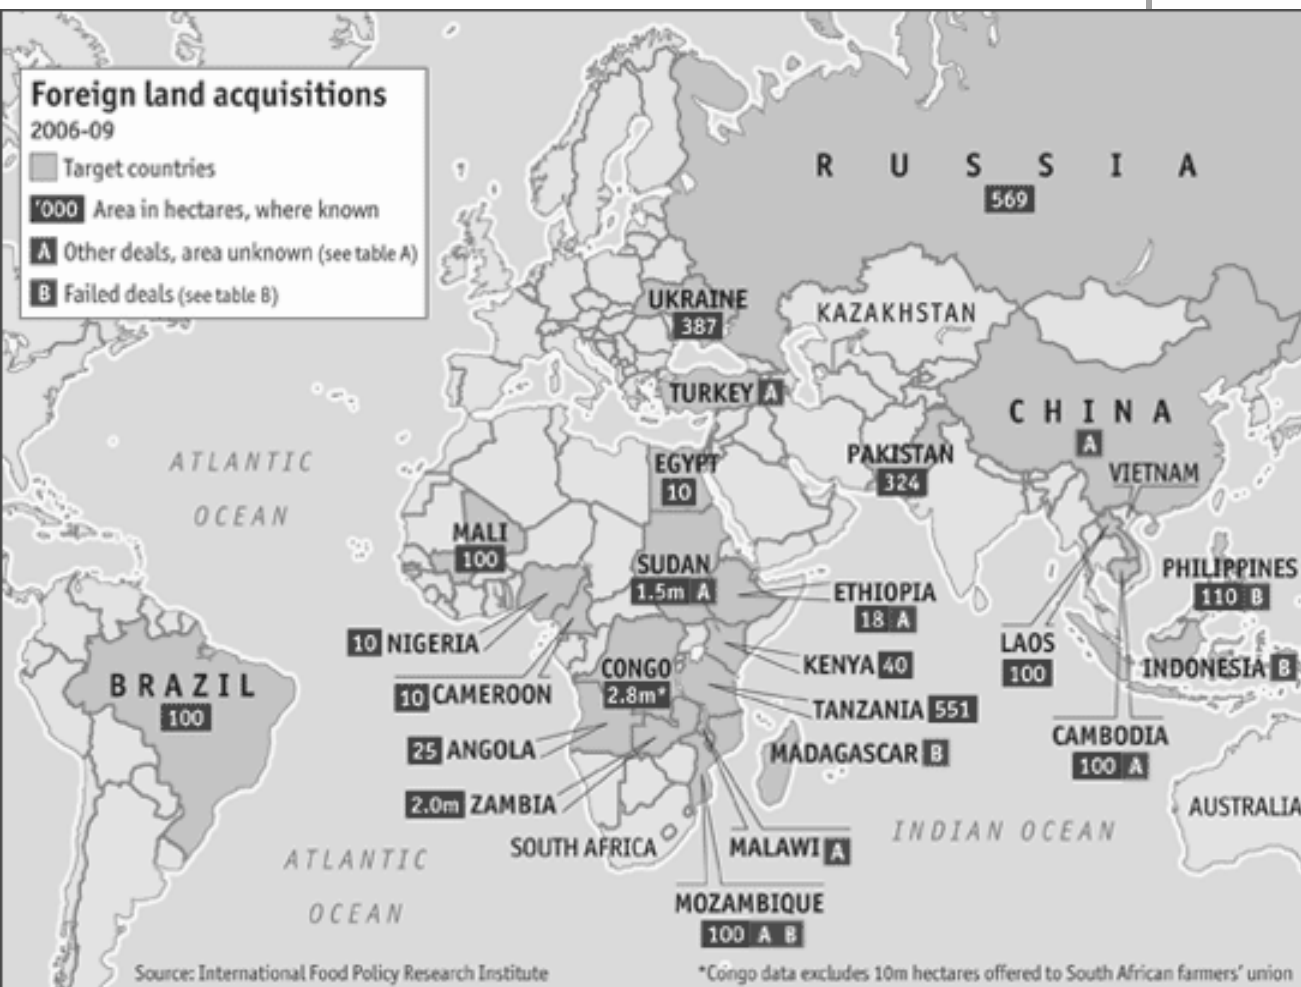 Foreign land acquisitions
2006-09
Target countries
'000 Area in hectares, where known
A Other deals, area unknown (see table A)
B Failed deals (see table B)
RUSSIA
569
UKRAINE
387
KAZAKHSTAN
TURKEY A
CHINA
A
ATLANTIC
OCEAN
EGYPT
10
PAKISTAN
324
VIETNAM
MALI
100
SUDAN
1.5m A
ETHIOPIA
18 A
PHILIPPINES
110 B
10 NIGERIA
CONGO
2.8m*
KENYA 40
LAOS
100
INDONESIA B
BRAZIL
100
10 CAMEROON
TANZANIA 551
25 ANGOLA
MADAGASCAR B
CAMBODIA
100 A
2.0m ZAMBIA
SOUTH AFRICA
MALAWI A
INDIAN OCEAN
AUSTRALIA
ATLANTIC
OCEAN
MOZAMBIQUE
100 A B
Source: International Food Policy Research Institute
*Congo data excludes 10m hectares offered to South African farmers' union